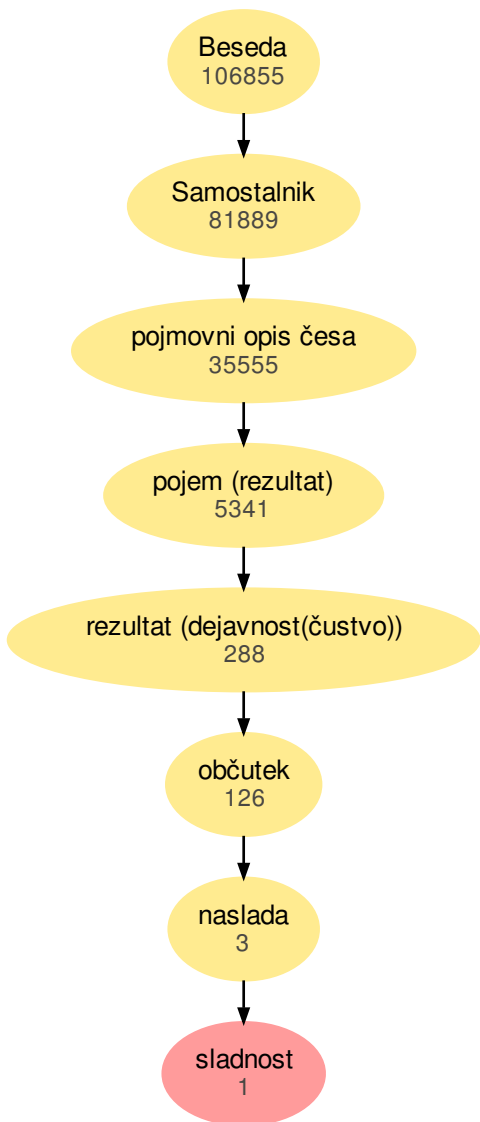 Beseda
106855
Samostalnik
81889
pojmovni opis česa
35555
pojem (rezultat)
5341
rezultat (dejavnost(čustvo))
288
občutek
126
naslada
3
sladnost
1